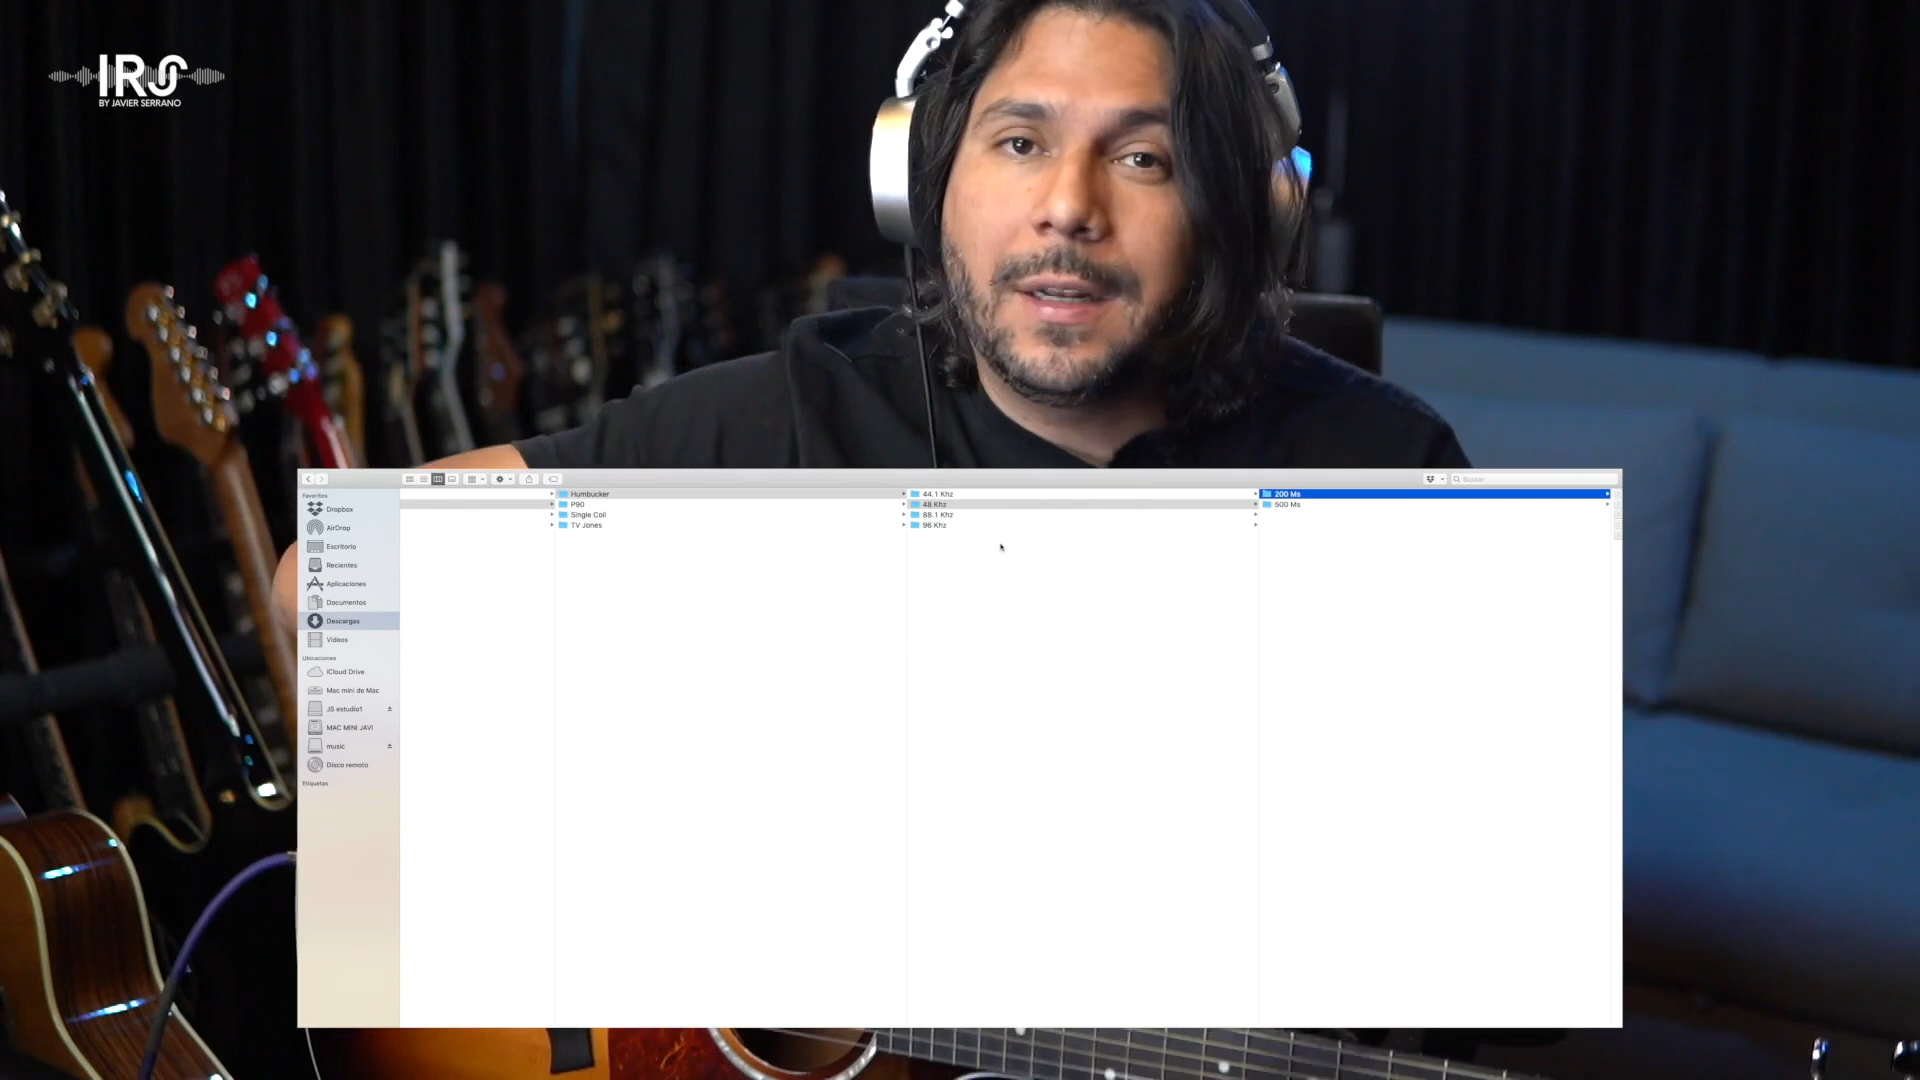 IRS
BY JAVIER SERRANO
Buscar
Favoritos
Dropbox
AirDrop
Escritorio
Recientes
Aplicaciones
Documentos
Descargas
Vídeos
Ubicaciones
iCloud Drive
Mac mini de Mac
JS estudio1
MAC MINI JAVI
music
Disco remoto
Etiquetas
Humbucker
P90
Single Coil
TV Jones
44.1 Khz
48 Khz
88.1 Khz
96 Khz
200 Ms
500 Ms